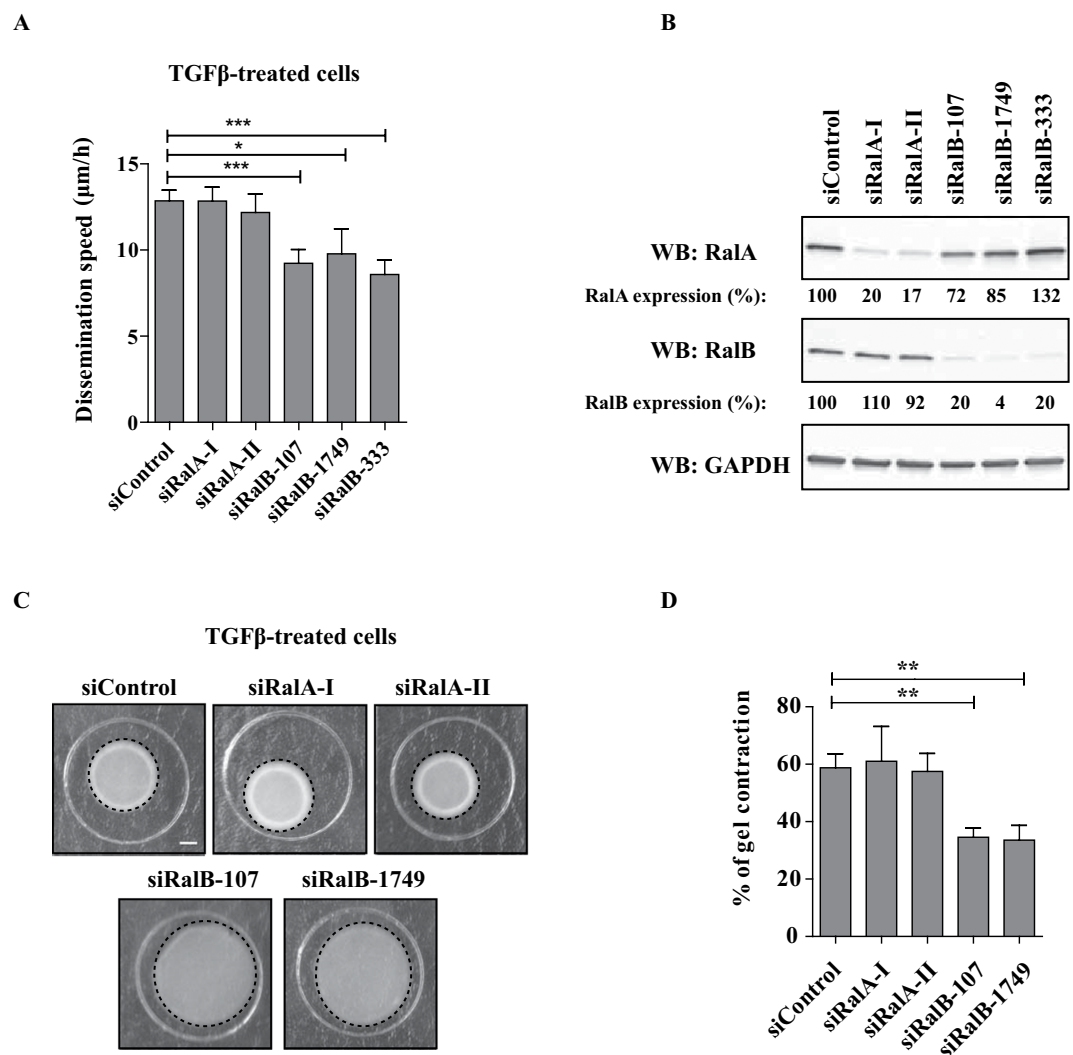 A
TGFβ-treated cells
***
*
***
Dissemination speed (μm/h)
15
10
5
0
siControl
siRalA-I
siRalA-II
siRalB-107
siRalB-1749
siRalB-333
B
siControl
siRalA-I
siRalA-II
siRalB-107
siRalB-1749
siRalB-333
WB: RalA
RalA expression (%): 100 20 17 72 85 132
WB: RalB
RalB expression (%): 100 110 92 20 4 20
WB: GAPDH
C
TGFβ-treated cells
siControl siRalA-I siRalA-II
siRalB-107 siRalB-1749
D
**
**
% of gel contraction
80
60
40
20
0
siControl
siRalA-I
siRalA-II
siRalB-107
siRalB-1749